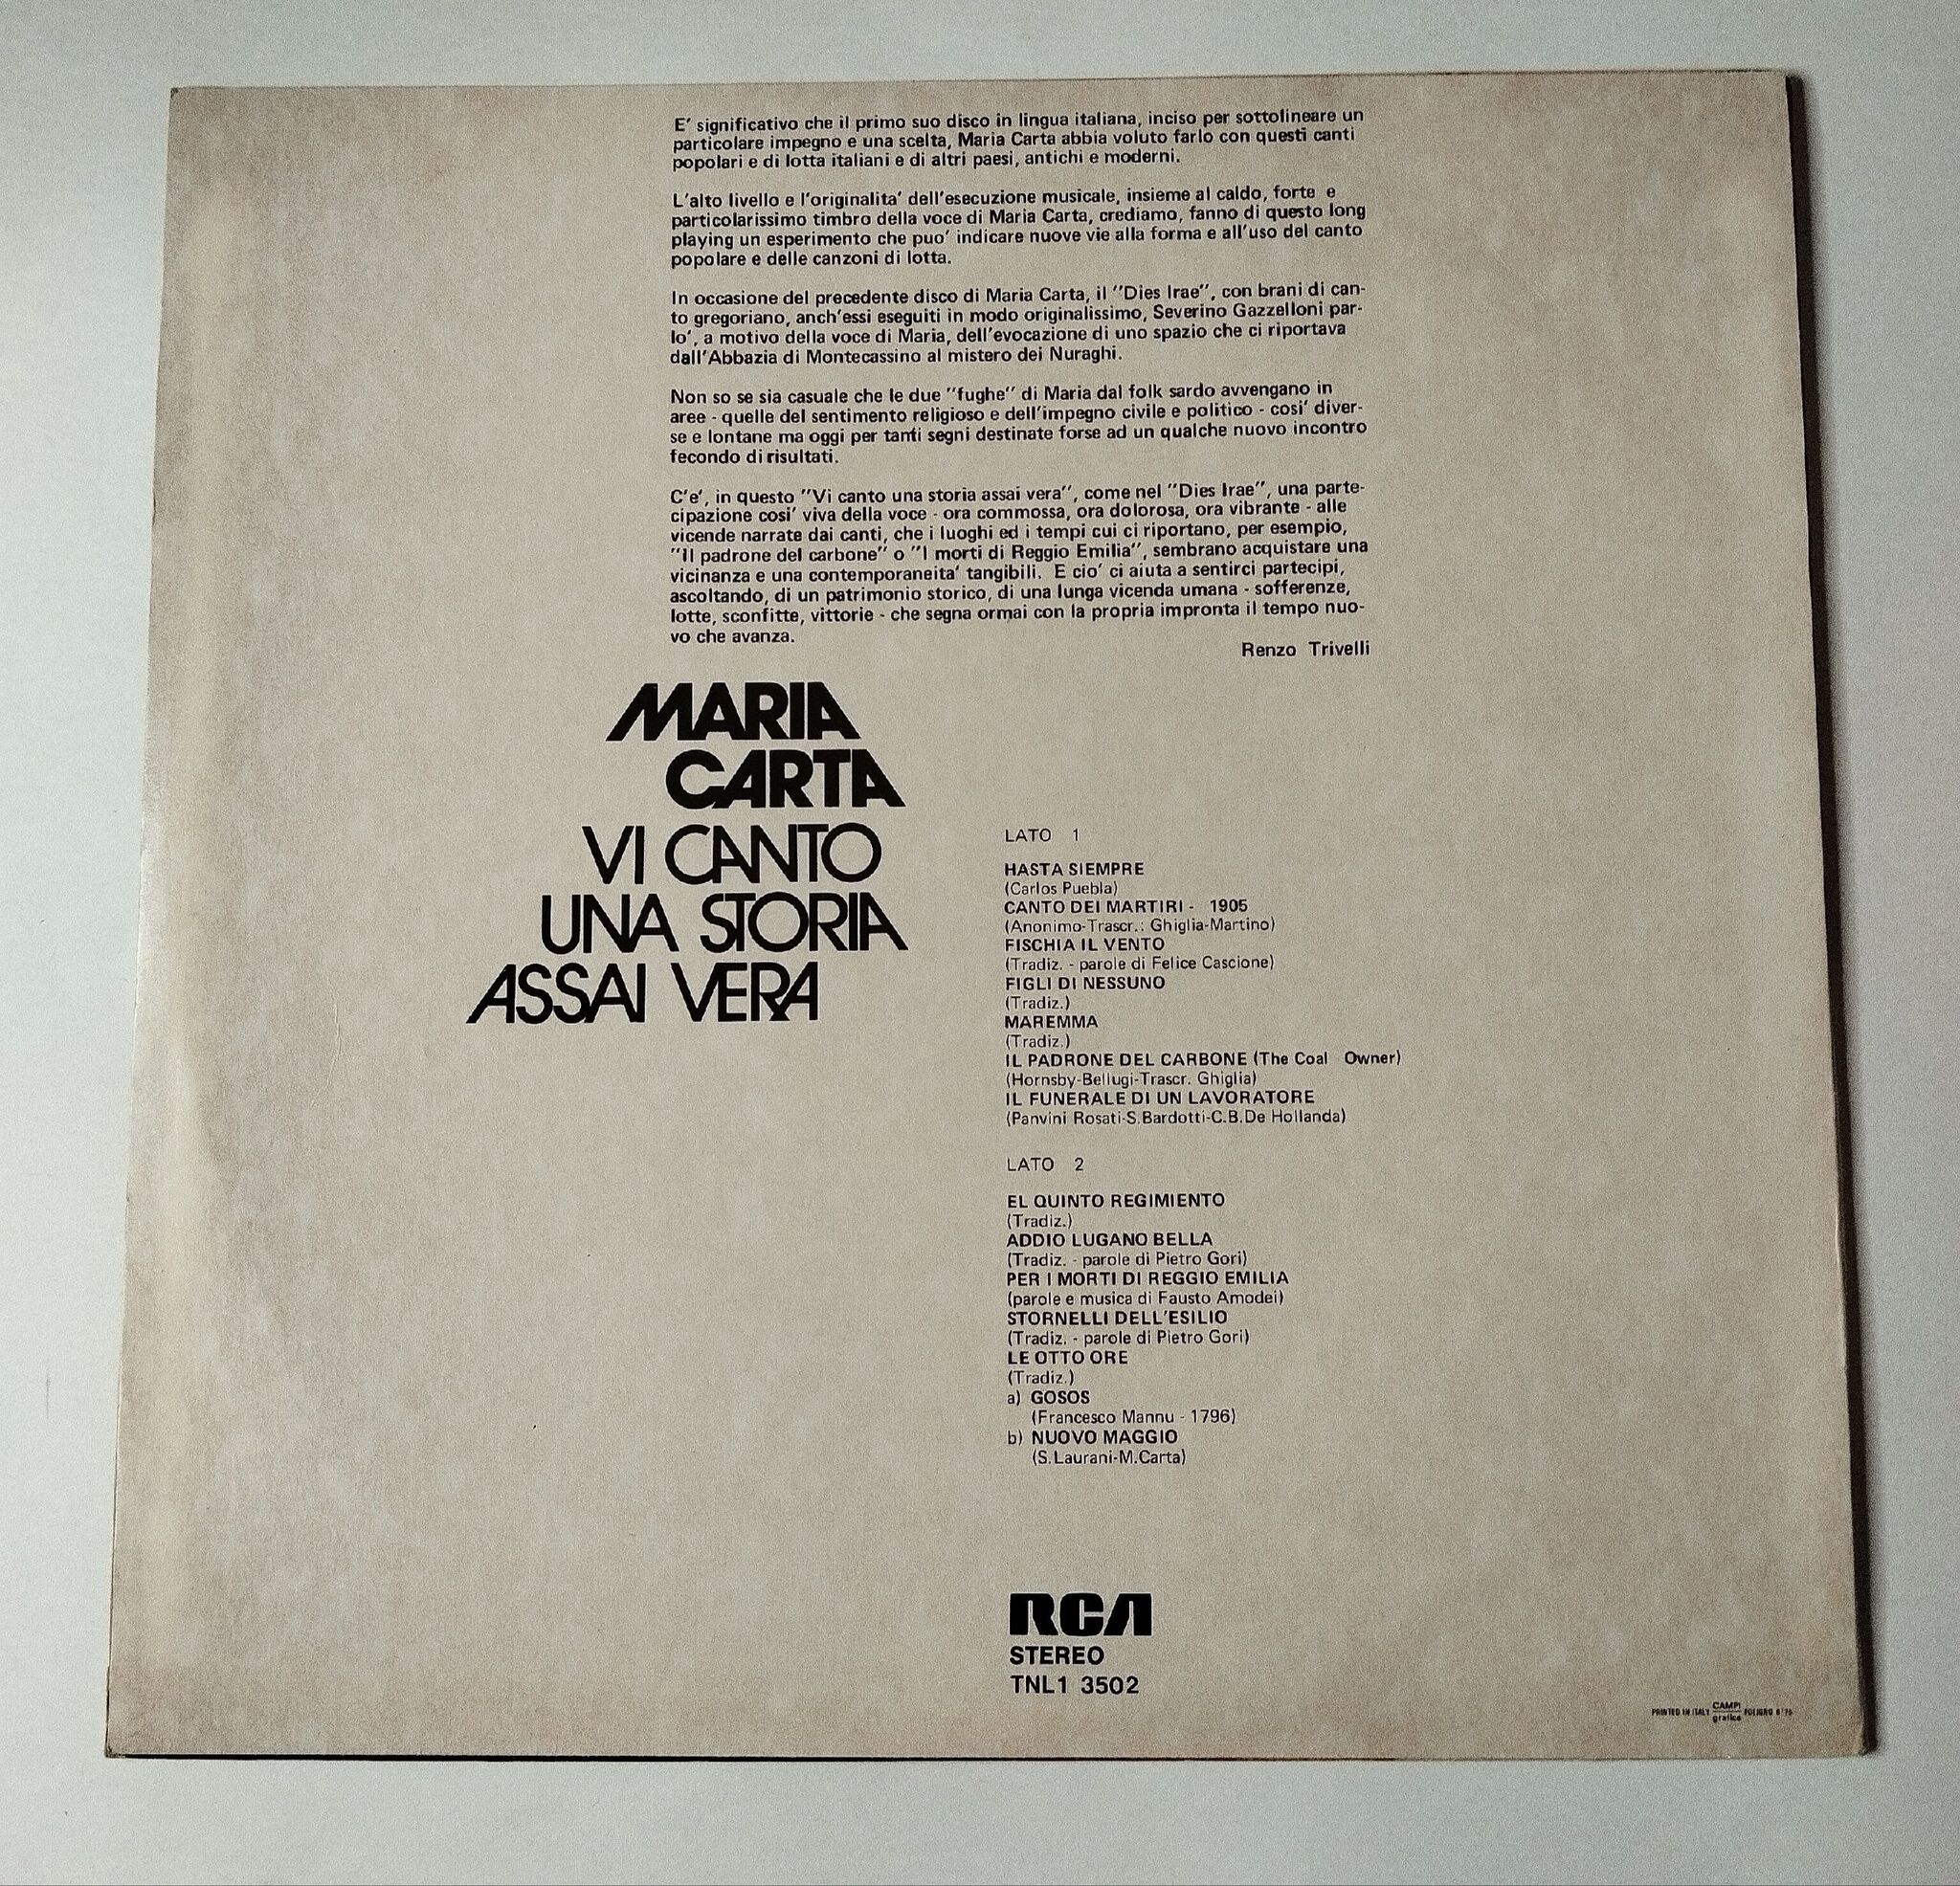 E' significativo che il primo suo disco in lingua italiana, inciso per sottolineare un
particolare impegno e una scelta, Maria Carta abbia voluto farlo con questi canti
popolari e di lotta italiani e di altri paesi, antichi e moderni.
L'alto livello e l'originalita' dell'esecuzione musicale, insieme al caldo, forte e
particolarissimo timbro della voce di Maria Carta, crediamo, fanno di questo long
playing un esperimento che puo' indicare nuove vie alla forma e all'uso del canto
popolare e delle canzoni di lotta.
In occasione del precedente disco di Maria Carta, il "Dies Irae", con brani di can-
to gregoriano, anch'essi eseguiti in modo originalissimo, Severino Gazzelloni par-
lo', a motivo della voce di Maria, dell'evocazione di uno spazio che ci riportava
dall'Abbazia di Montecassino al mistero dei Nuraghi.
Non so se sia casuale che le due "fughe" di Maria dal folk sardo avvengano in
aree - quelle del sentimento religioso e dell'impegno civile e politico - cosi' diver-
se e lontane ma oggi per tanti segni destinate forse ad un qualche nuovo incontro
fecondo di risultati.
C'e', in questo "Vi canto una storia assai vera", come nel "Dies Irae", una parte-
cipazione cosi' viva della voce - ora commossa, ora dolorosa, ora vibrante - alle
vicende narrate dai canti, che i luoghi ed i tempi cui ci riportano, per esempio,
"Il padrone del carbone" o "I morti di Reggio Emilia", sembrano acquistare una
vicinanza e una contemporaneita' tangibili. E cio' ci aiuta a sentirci partecipi,
ascoltando, di un patrimonio storico, di una lunga vicenda umana - sofferenze,
lotte, sconfitte, vittorie - che segna ormai con la propria impronta il tempo nuo-
vo che avanza.
Renzo Trivelli
MARIA
CARTA
VI CANTO
UNA STORIA
ASSAI VERA
LATO 1
HASTA SIEMPRE
(Carlos Puebla)
CANTO DEI MARTIRI - 1905
(Anonimo-Trascr.: Ghiglia-Martino)
FISCHIA IL VENTO
(Tradiz. - parole di Felice Cascione)
FIGLI DI NESSUNO
(Tradiz.)
MAREMMA
(Tradiz.)
IL PADRONE DEL CARBONE (The Coal Owner)
(Hornsby-Bellugi-Trascr. Ghiglia)
IL FUNERALE DI UN LAVORATORE
(Panvini Rosati-S.Bardotti-C.B.De Hollanda)
LATO 2
EL QUINTO REGIMIENTO
(Tradiz.)
ADDIO LUGANO BELLA
(Tradiz. - parole di Pietro Gori)
PER I MORTI DI REGGIO EMILIA
(parole e musica di Fausto Amodei)
STORNELLI DELL'ESILIO
(Tradiz. - parole di Pietro Gori)
LE OTTO ORE
(Tradiz.)
a) GOSOS
(Francesco Mannu - 1796)
b) NUOVO MAGGIO
(S.Laurani-M.Carta)
RCA
STEREO
TNL1 3502
PRINTED IN ITALY CAMPI grafica FOLIGNO